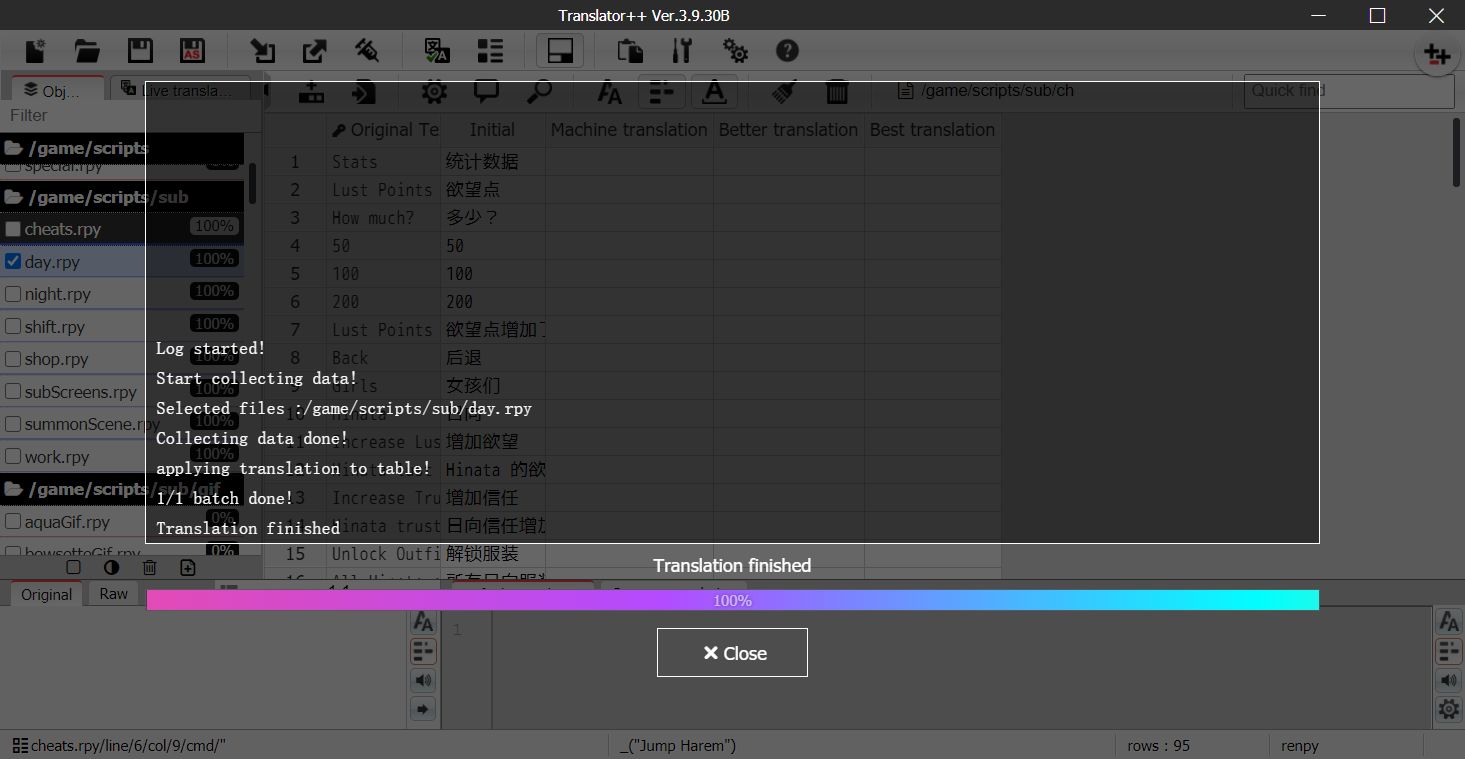 Translator++ Ver.3.9.30B
Obj...
Live transla...
/game/scripts/sub/ch
Quick find
Filter
/game/scripts
special.rpy
/game/scripts/sub
cheats.rpy 100%
day.rpy 100%
night.rpy 100%
shift.rpy 100%
shop.rpy 100%
subScreens.rpy 100%
summonScene.rpy 100%
work.rpy 100%
/game/scripts/sub/gif
aquaGif.rpy 0%
bowsetteGif.rpy 0%
Original Te Initial Machine translation Better translation Best translation
1 Stats 统计数据
2 Lust Points 欲望点
3 How much? 多少？
4 50 50
5 100 100
6 200 200
7 Lust Points 欲望点增加了
8 Back 后退
9 Girls 女孩们
10
11 Increase Lus 增加欲望
Hinata 的欲
13 Increase Tru 增加信任
14 Hinata trust 日向信任增加
15 Unlock Outfi 解锁服装
16
Log started!
Start collecting data!
Selected files :/game/scripts/sub/day.rpy
Collecting data done!
applying translation to table!
1/1 batch done!
Translation finished
Translation finished
100%
Close
Original
Raw
1
cheats.rpy/line/6/col/9/cmd/"
_("Jump Harem")
rows : 95
renpy